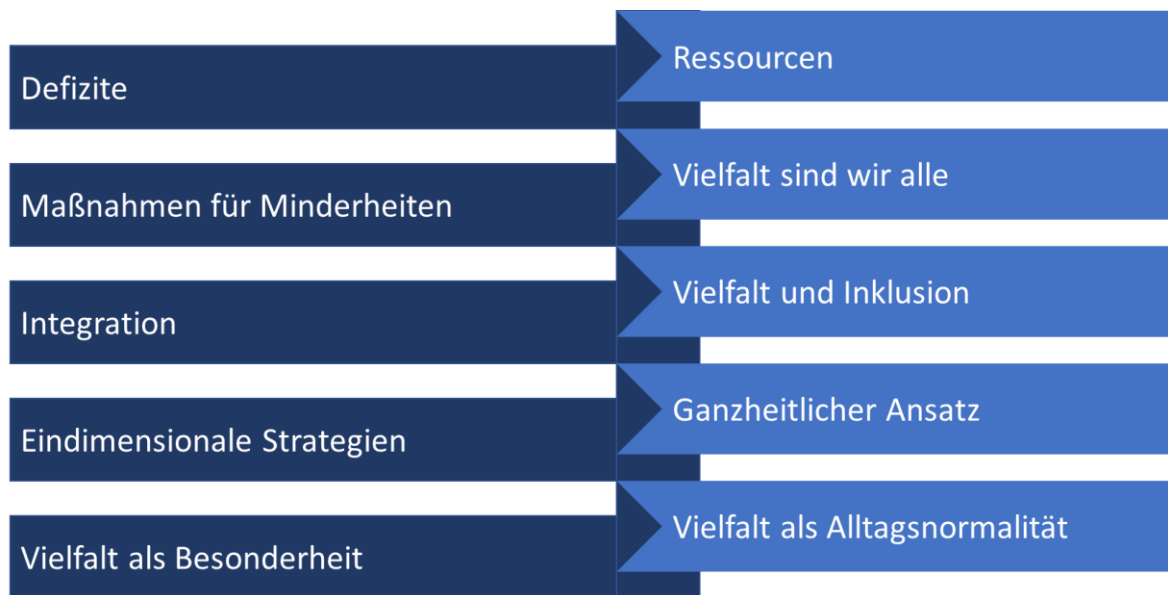 Defizite
Ressourcen
Maßnahmen für Minderheiten
Vielfalt sind wir alle
Integration
Vielfalt und Inklusion
Eindimensionale Strategien
Ganzheitlicher Ansatz
Vielfalt als Besonderheit
Vielfalt als Alltagsnormalität